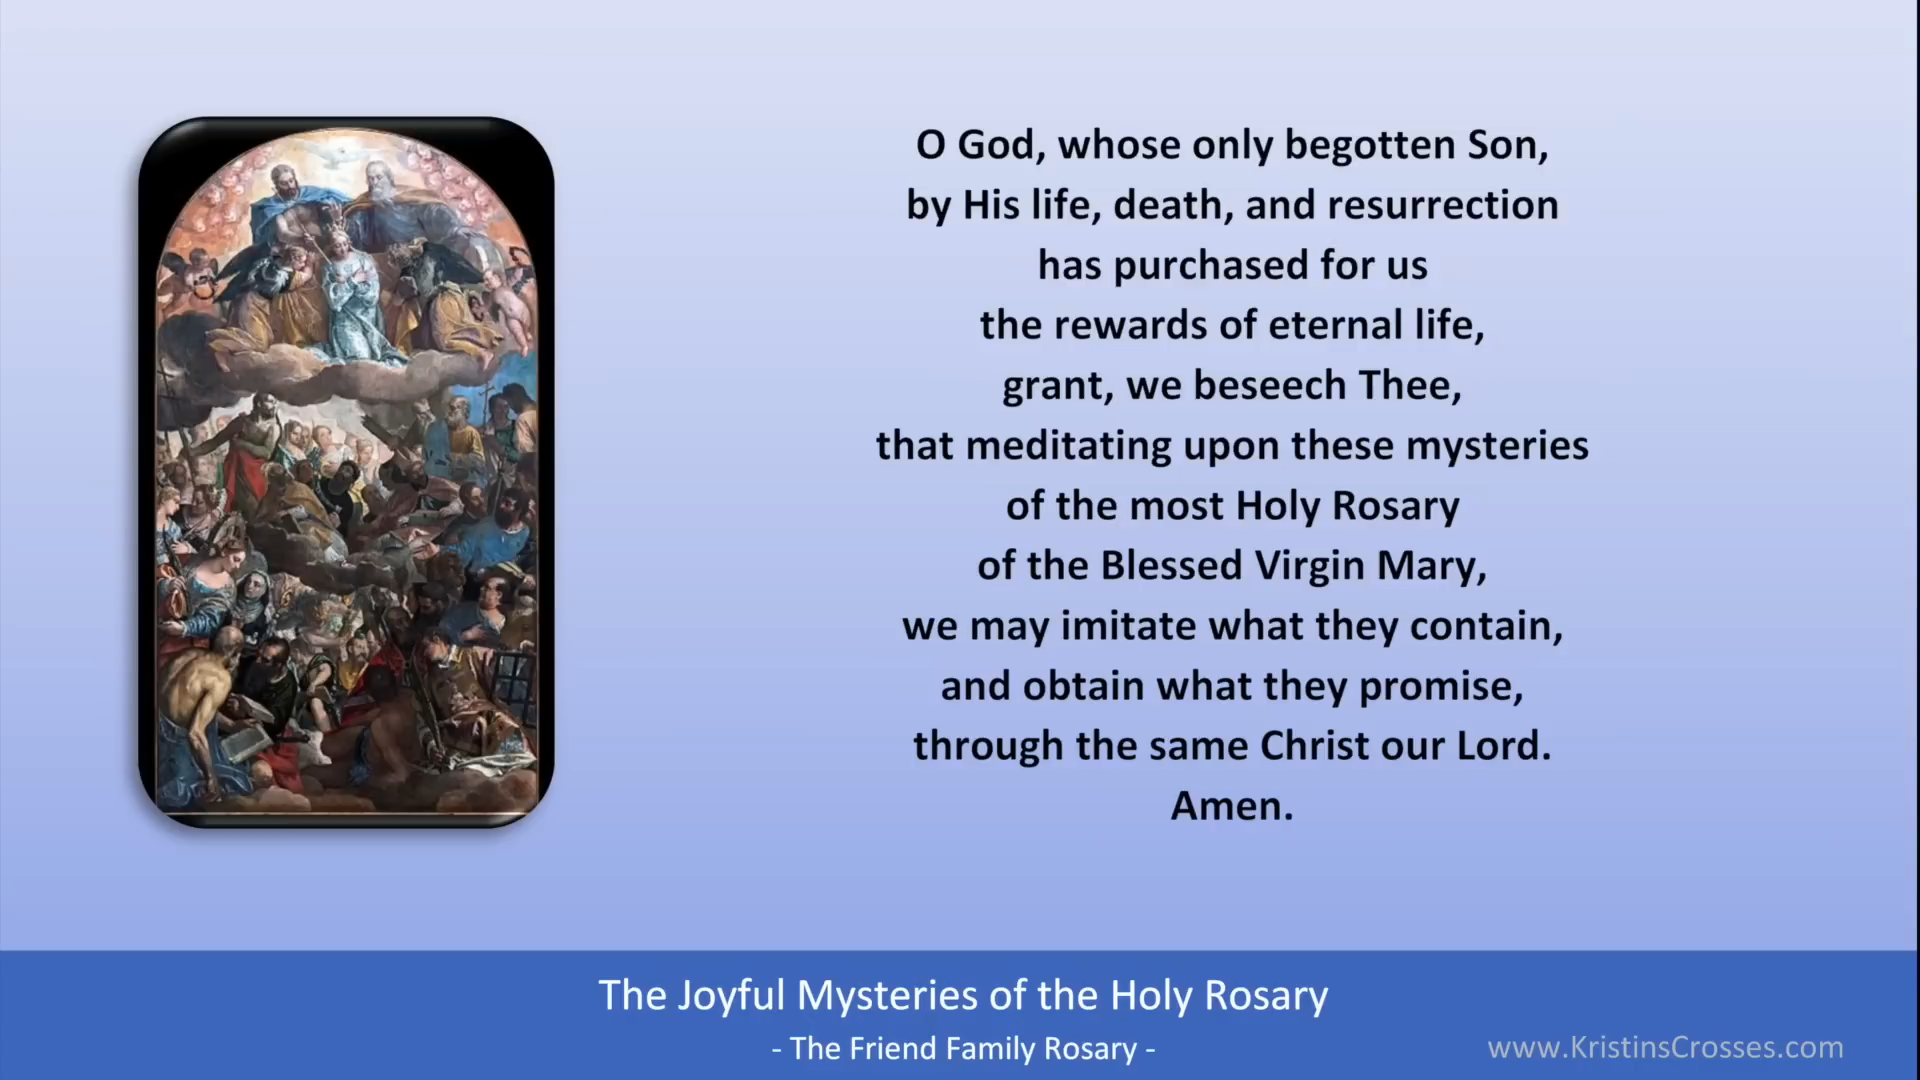 O God, whose only begotten Son,
by His life, death, and resurrection
has purchased for us
the rewards of eternal life,
grant, we beseech Thee,
that meditating upon these mysteries
of the most Holy Rosary
of the Blessed Virgin Mary,
we may imitate what they contain,
and obtain what they promise,
through the same Christ our Lord.
Amen.
The Joyful Mysteries of the Holy Rosary
- The Friend Family Rosary -
www.KristinsCrosses.com